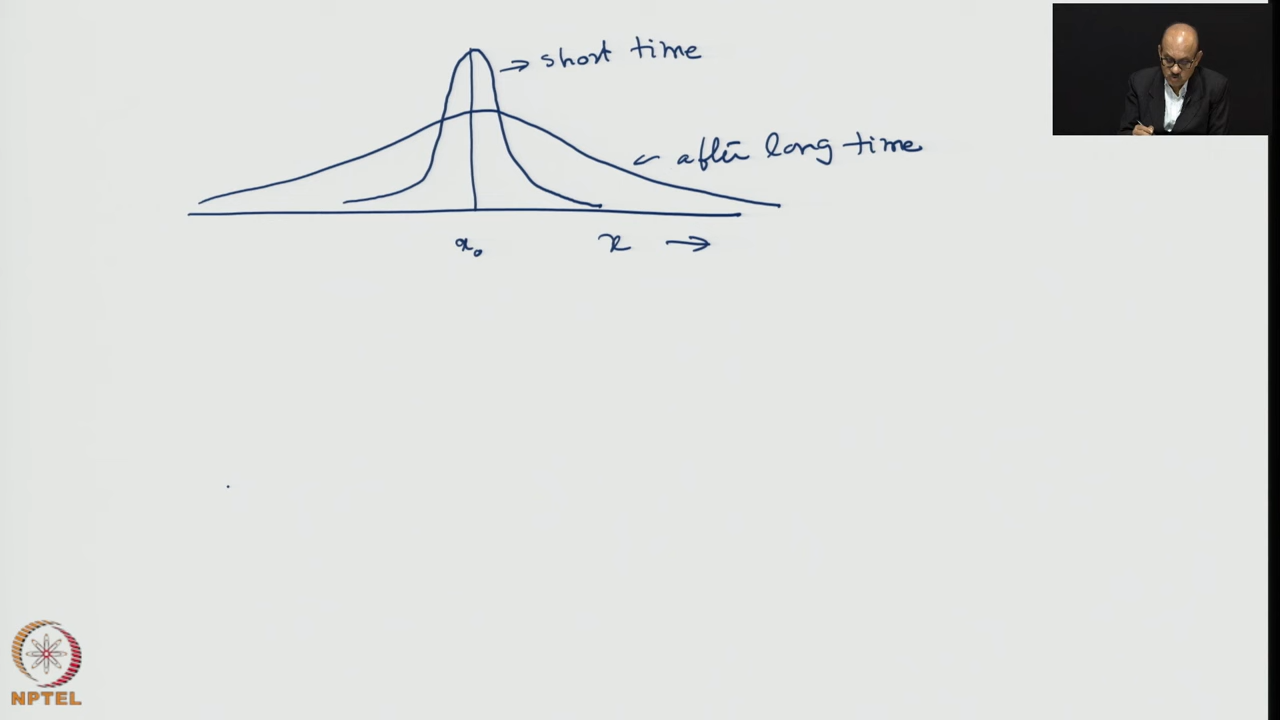 → short time
← after long time
x₀
x →
NPTEL